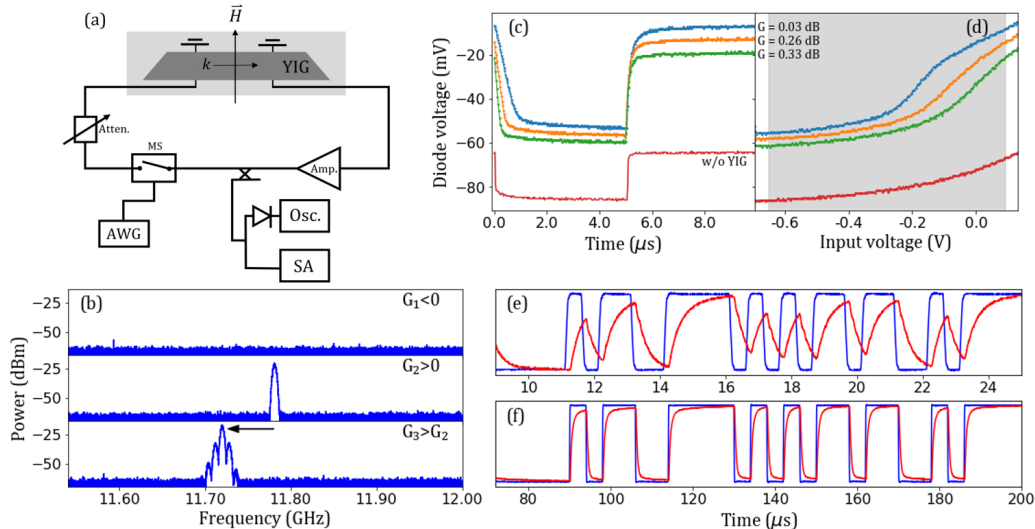 (a)
H
k
YIG
Atten.
MS
Amp.
AWG
Osc.
SA
(c)
G = 0.03 dB
G = 0.26 dB
G = 0.33 dB
(d)
−20
−40
−60
−80
Diode voltage (mV)
w/o YIG
0.0 2.0 4.0 6.0 8.0
Time (μs)
−0.6 −0.4 −0.2 0.0
Input voltage (V)
(b)
G₁<0
−25
−50
G₂>0
−25
−50
G₃>G₂
−25
−50
Power (dBm)
11.60 11.70 11.80 11.90 12.00
Frequency (GHz)
(e)
10 12 14 16 18 20 22 24
(f)
80 100 120 140 160 180 200
Time (μs)